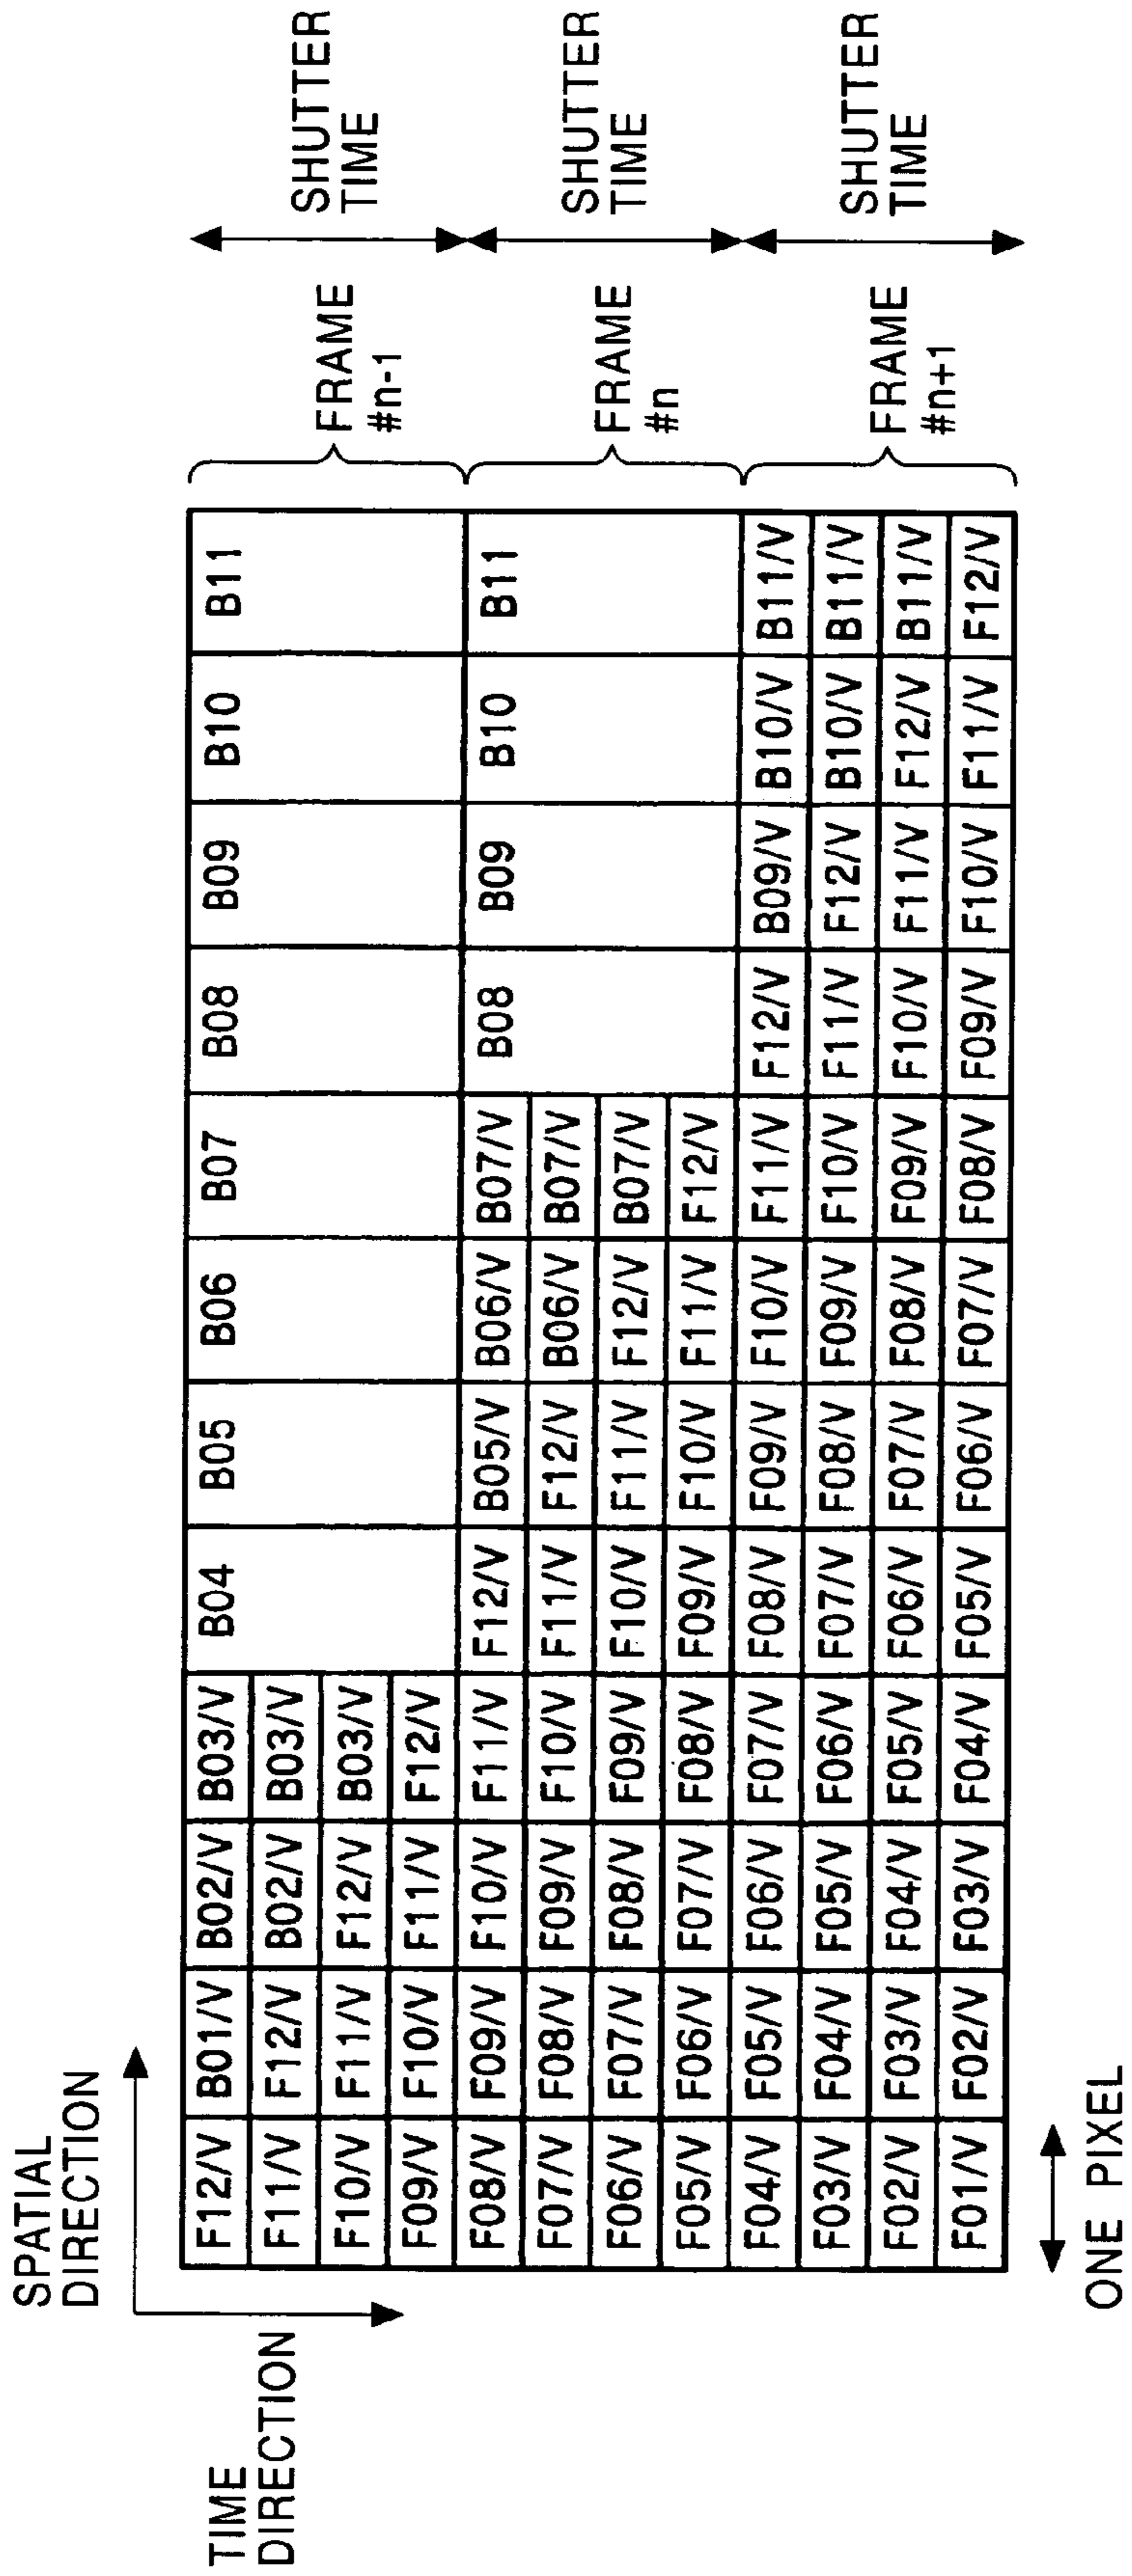 SPATIAL
DIRECTION
TIME
DIRECTION
F12/V B01/V B02/V B03/V B04 B05 B06 B07 B08 B09 B10 B11
F11/V F12/V B02/V B03/V
F10/V F11/V F12/V B03/V
F09/V F10/V F11/V F12/V
FRAME
#n-1
SHUTTER
TIME
F08/V F09/V F10/V F11/V F12/V B05/V B06/V B07/V B08 B09 B10 B11
F07/V F08/V F09/V F10/V F11/V F12/V B06/V B07/V
F06/V F07/V F08/V F09/V F10/V F11/V F12/V B07/V
F05/V F06/V F07/V F08/V F09/V F10/V F11/V F12/V
FRAME
#n
SHUTTER
TIME
F04/V F05/V F06/V F07/V F08/V F09/V F10/V F11/V F12/V B09/V B10/V B11/V
F03/V F04/V F05/V F06/V F07/V F08/V F09/V F10/V F11/V F12/V B10/V B11/V
F02/V F03/V F04/V F05/V F06/V F07/V F08/V F09/V F10/V F11/V F12/V B11/V
F01/V F02/V F03/V F04/V F05/V F06/V F07/V F08/V F09/V F10/V F11/V F12/V
FRAME
#n+1
SHUTTER
TIME
ONE PIXEL